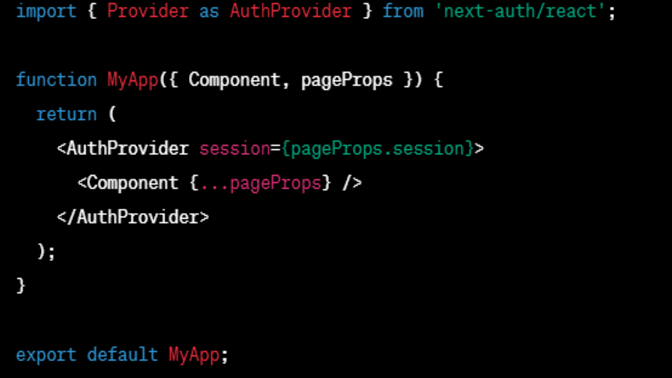 import { Provider as AuthProvider } from 'next-auth/react';
function MyApp({ Component, pageProps }) {
return (
<AuthProvider session={pageProps.session}>
<Component {...pageProps} />
</AuthProvider>
);
}
export default MyApp;